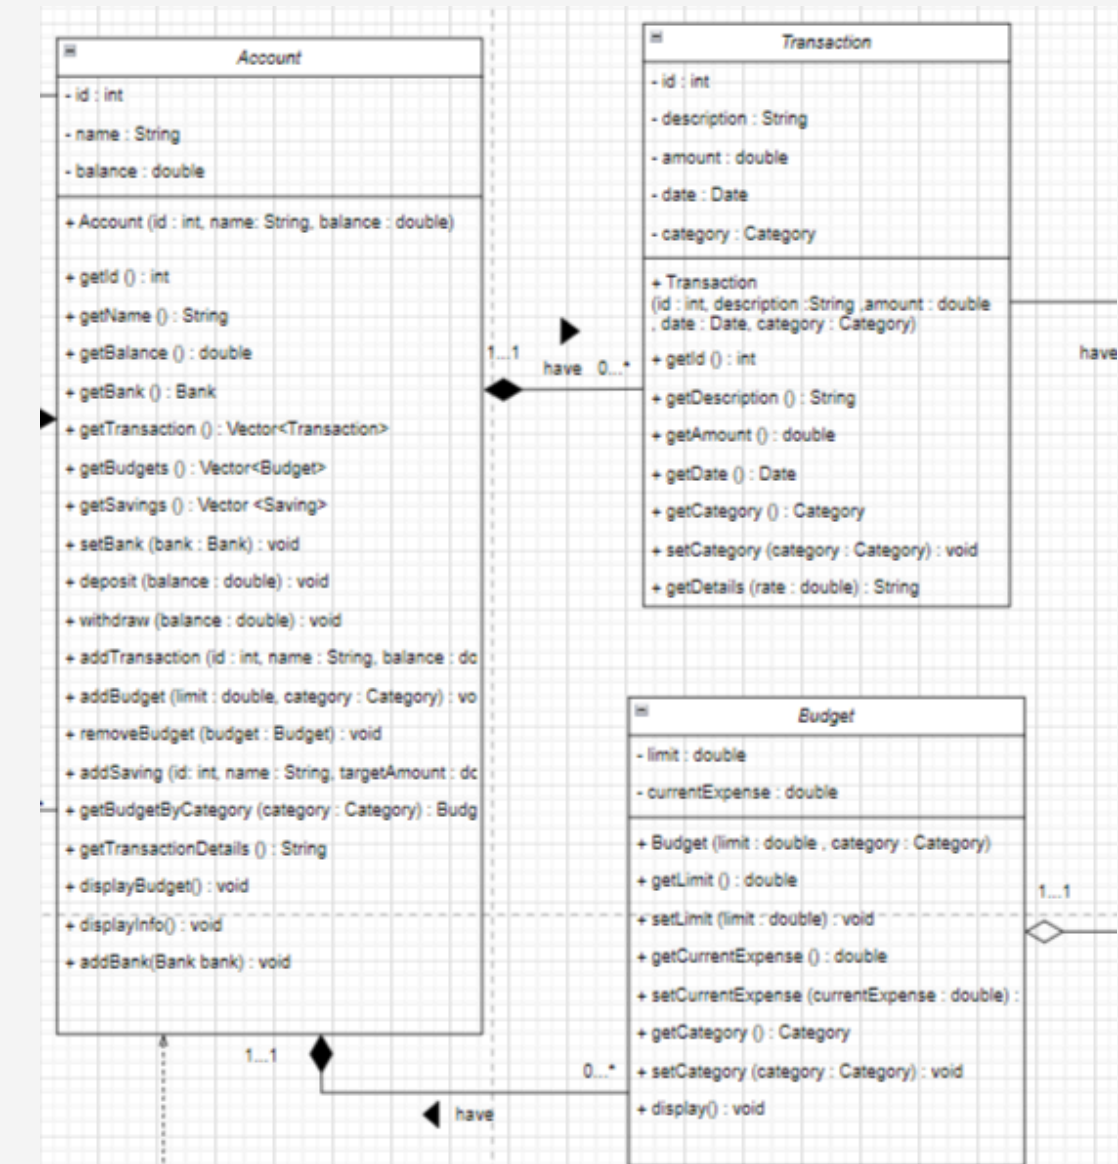 Account
- id : int
- name : String
- balance : double
+ Account (id : int, name: String, balance : double)
+ getId () : int
+ getName () : String
+ getBalance () : double
+ getBank () : Bank
+ getTransaction () : Vector<Transaction>
+ getBudgets () : Vector<Budget>
+ getSavings () : Vector <Saving>
+ setBank (bank : Bank) : void
+ deposit (balance : double) : void
+ withdraw (balance : double) : void
+ addTransaction (id : int, name : String, balance : do
+ addBudget (limit : double, category : Category) : vo
+ removeBudget (budget : Budget) : void
+ addSaving (id: int, name : String, targetAmount : dc
+ getBudgetByCategory (category : Category) : Budg
+ getTransactionDetails () : String
+ displayBudget() : void
+ displayInfo() : void
+ addBank(Bank bank) : void
1...1
have 0...*
Transaction
- id : int
- description : String
- amount : double
- date : Date
- category : Category
+ Transaction
(id : int, description :String ,amount : double
, date : Date, category : Category)
+ getId () : int
+ getDescription () : String
+ getAmount () : double
+ getDate () : Date
+ getCategory () : Category
+ setCategory (category : Category) : void
+ getDetails (rate : double) : String
have
Budget
- limit : double
- currentExpense : double
+ Budget (limit : double , category : Category)
+ getLimit () : double
+ setLimit (limit : double) : void
+ getCurrentExpense () : double
+ setCurrentExpense (currentExpense : double) :
+ getCategory () : Category
+ setCategory (category : Category) : void
+ display() : void
1...1
1...1
0...*
have